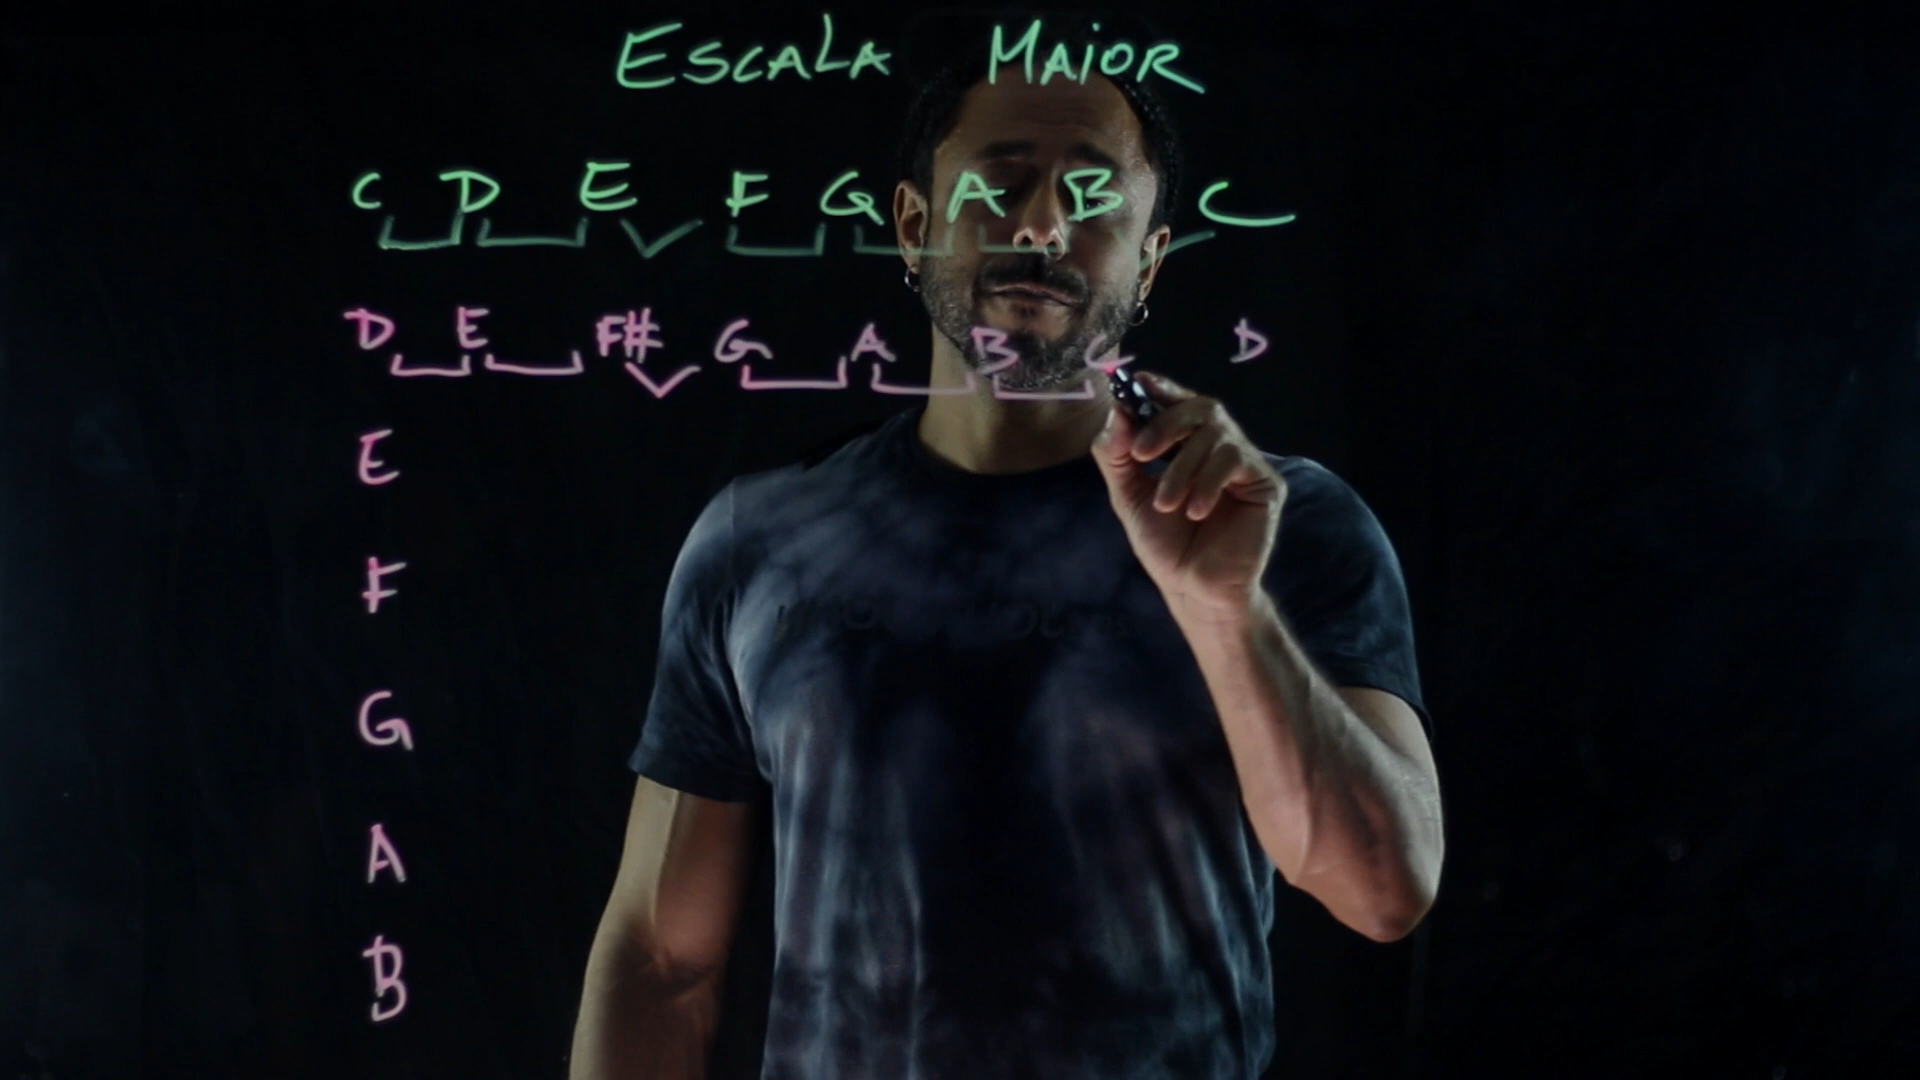 ESCALA MAIOR
C D E F G A B C
D E F# G A B C D
E
F
G
A
B